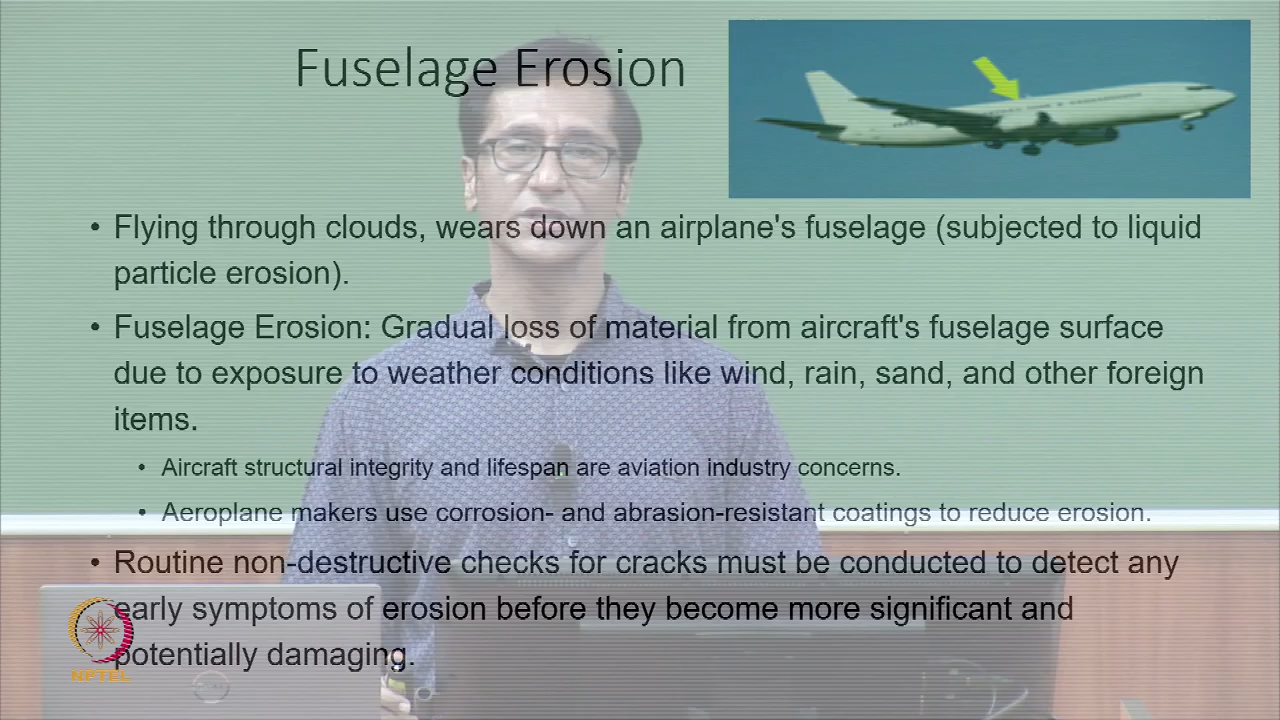 Fuselage Erosion
• Flying through clouds, wears down an airplane's fuselage (subjected to liquid
particle erosion).
• Fuselage Erosion: Gradual loss of material from aircraft's fuselage surface
due to exposure to weather conditions like wind, rain, sand, and other foreign
items.
• Aircraft structural integrity and lifespan are aviation industry concerns.
• Aeroplane makers use corrosion- and abrasion-resistant coatings to reduce erosion.
• Routine non-destructive checks for cracks must be conducted to detect any
early symptoms of erosion before they become more significant and
potentially damaging.
NPTEL